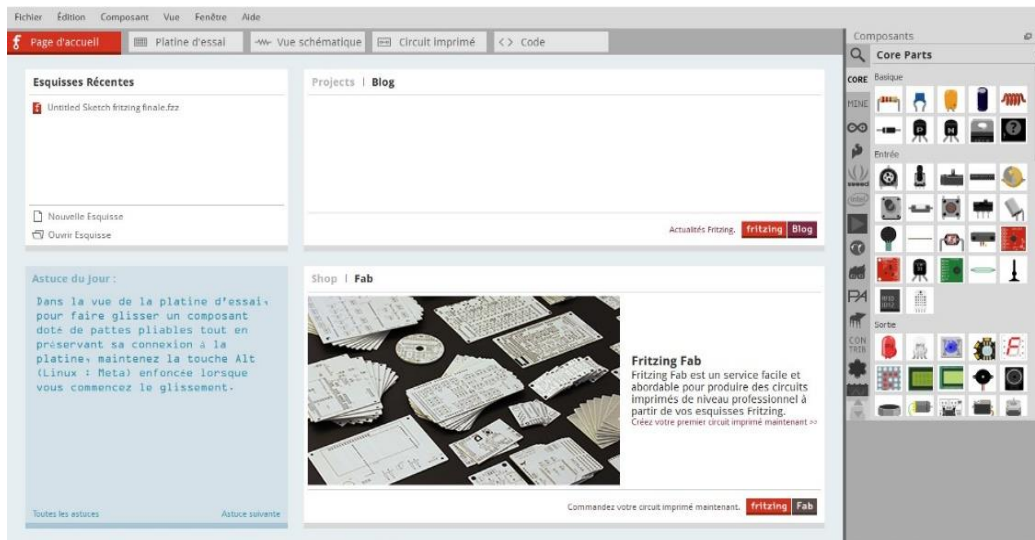 Fichier Édition Composant Vue Fenêtre Aide
Page d'accueil Platine d'essai Vue schématique Circuit imprimé <> Code
Composants
Core Parts
CORE
Basique
MINE
Entrée
seeed
intel
PA
CONTRIB
Sortie
Esquisses Récentes
Untitled Sketch fritzing finale.fzz
Nouvelle Esquisse
Ouvrir Esquisse
Projects | Blog
Actualités Fritzing. fritzing Blog
Astuce du jour :
Dans la vue de la platine d'essai,
pour faire glisser un composant
doté de pattes pliables tout en
préservant sa connexion à la
platine, maintenez la touche Alt
(Linux : Meta) enfoncée lorsque
vous commencez le glissement.
Toutes les astuces Astuce suivante
Shop | Fab
Fritzing Fab
Fritzing Fab est un service facile et
abordable pour produire des circuits
imprimés de niveau professionnel à
partir de vos esquisses Fritzing.
Créez votre premier circuit imprimé maintenant >>
Commandez votre circuit imprimé maintenant. fritzing Fab